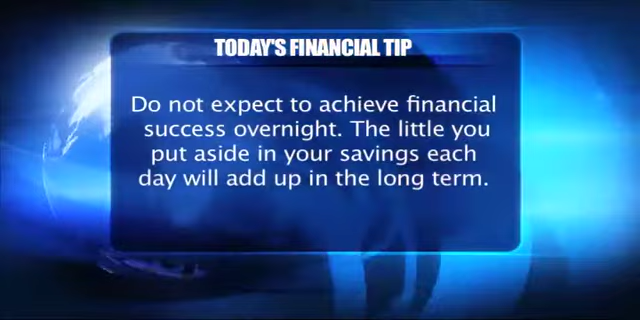 TODAY'S FINANCIAL TIP
Do not expect to achieve financial
success overnight. The little you
put aside in your savings each
day will add up in the long term.